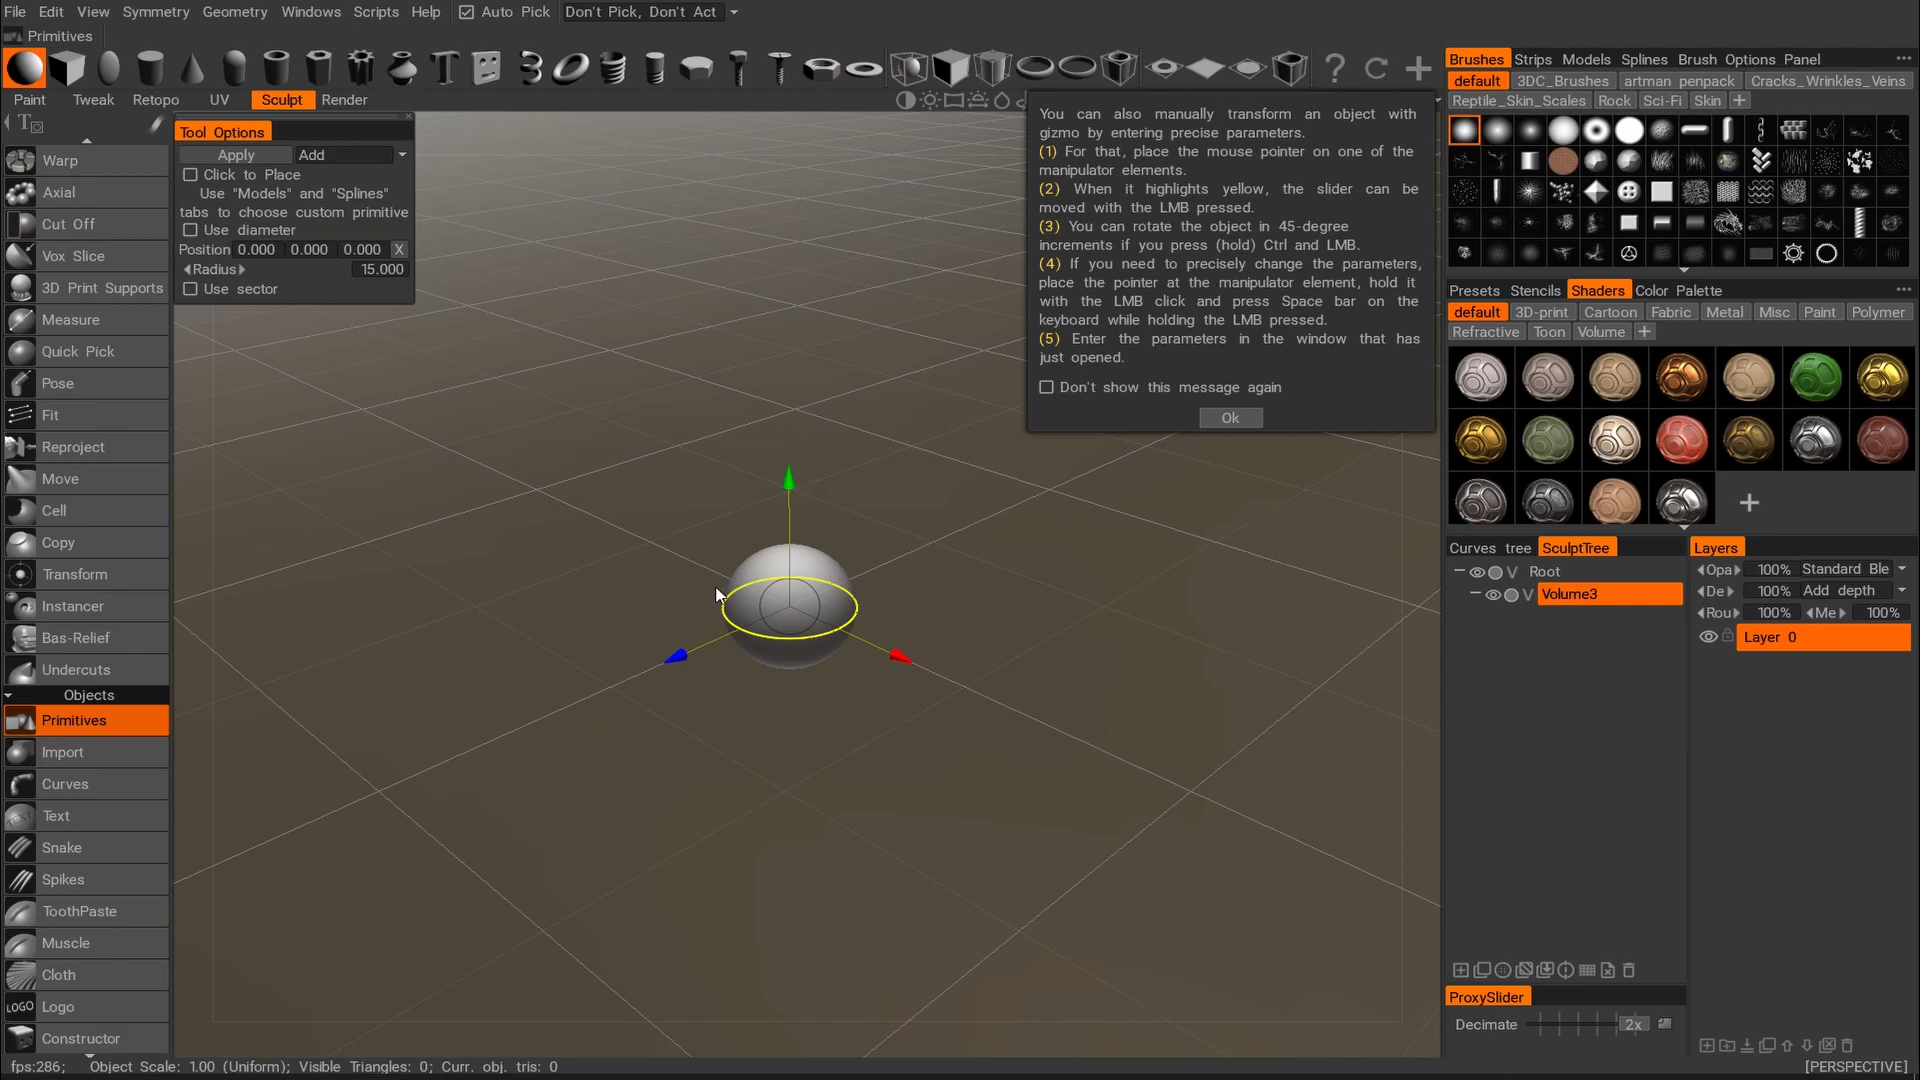 File Edit View Symmetry Geometry Windows Scripts Help Auto Pick Don't Pick, Don't Act
Primitives
Paint Tweak Retopo UV Sculpt Render
Tool Options
Apply Add
Click to Place
Use "Models" and "Splines"
tabs to choose custom primitive
Use diameter
Position 0.000 0.000 0.000 X
Radius 15.000
Use sector
Warp
Axial
Cut Off
Vox Slice
3D Print Supports
Measure
Quick Pick
Pose
Fit
Reproject
Move
Cell
Copy
Transform
Instancer
Bas-Relief
Undercuts
Objects
Primitives
Import
Curves
Text
Snake
Spikes
ToothPaste
Muscle
Cloth
LOGO Logo
Constructor
You can also manually transform an object with
gizmo by entering precise parameters.
(1) For that, place the mouse pointer on one of the
manipulator elements.
(2) When it highlights yellow, the slider can be
moved with the LMB pressed.
(3) You can rotate the object in 45-degree
increments if you press (hold) Ctrl and LMB.
(4) If you need to precisely change the parameters,
place the pointer at the manipulator element, hold it
with the LMB click and press Space bar on the
keyboard while holding the LMB pressed.
(5) Enter the parameters in the window that has
just opened.
Don't show this message again
Ok
Brushes Strips Models Splines Brush Options Panel
default 3DC_Brushes artman penpack Cracks_Wrinkles_Veins
Reptile_Skin_Scales Rock Sci-Fi Skin
Presets Stencils Shaders Color Palette
default 3D-print Cartoon Fabric Metal Misc Paint Polymer
Refractive Toon Volume
Curves tree SculptTree
V Root
V Volume3
Layers
Opa 100% Standard Ble
De 100% Add depth
Rou 100% Me 100%
Layer 0
ProxySlider
Decimate 2x
fps:286; Object Scale: 1.00 (Uniform); Visible Triangles: 0; Curr. obj. tris: 0
[PERSPECTIVE]